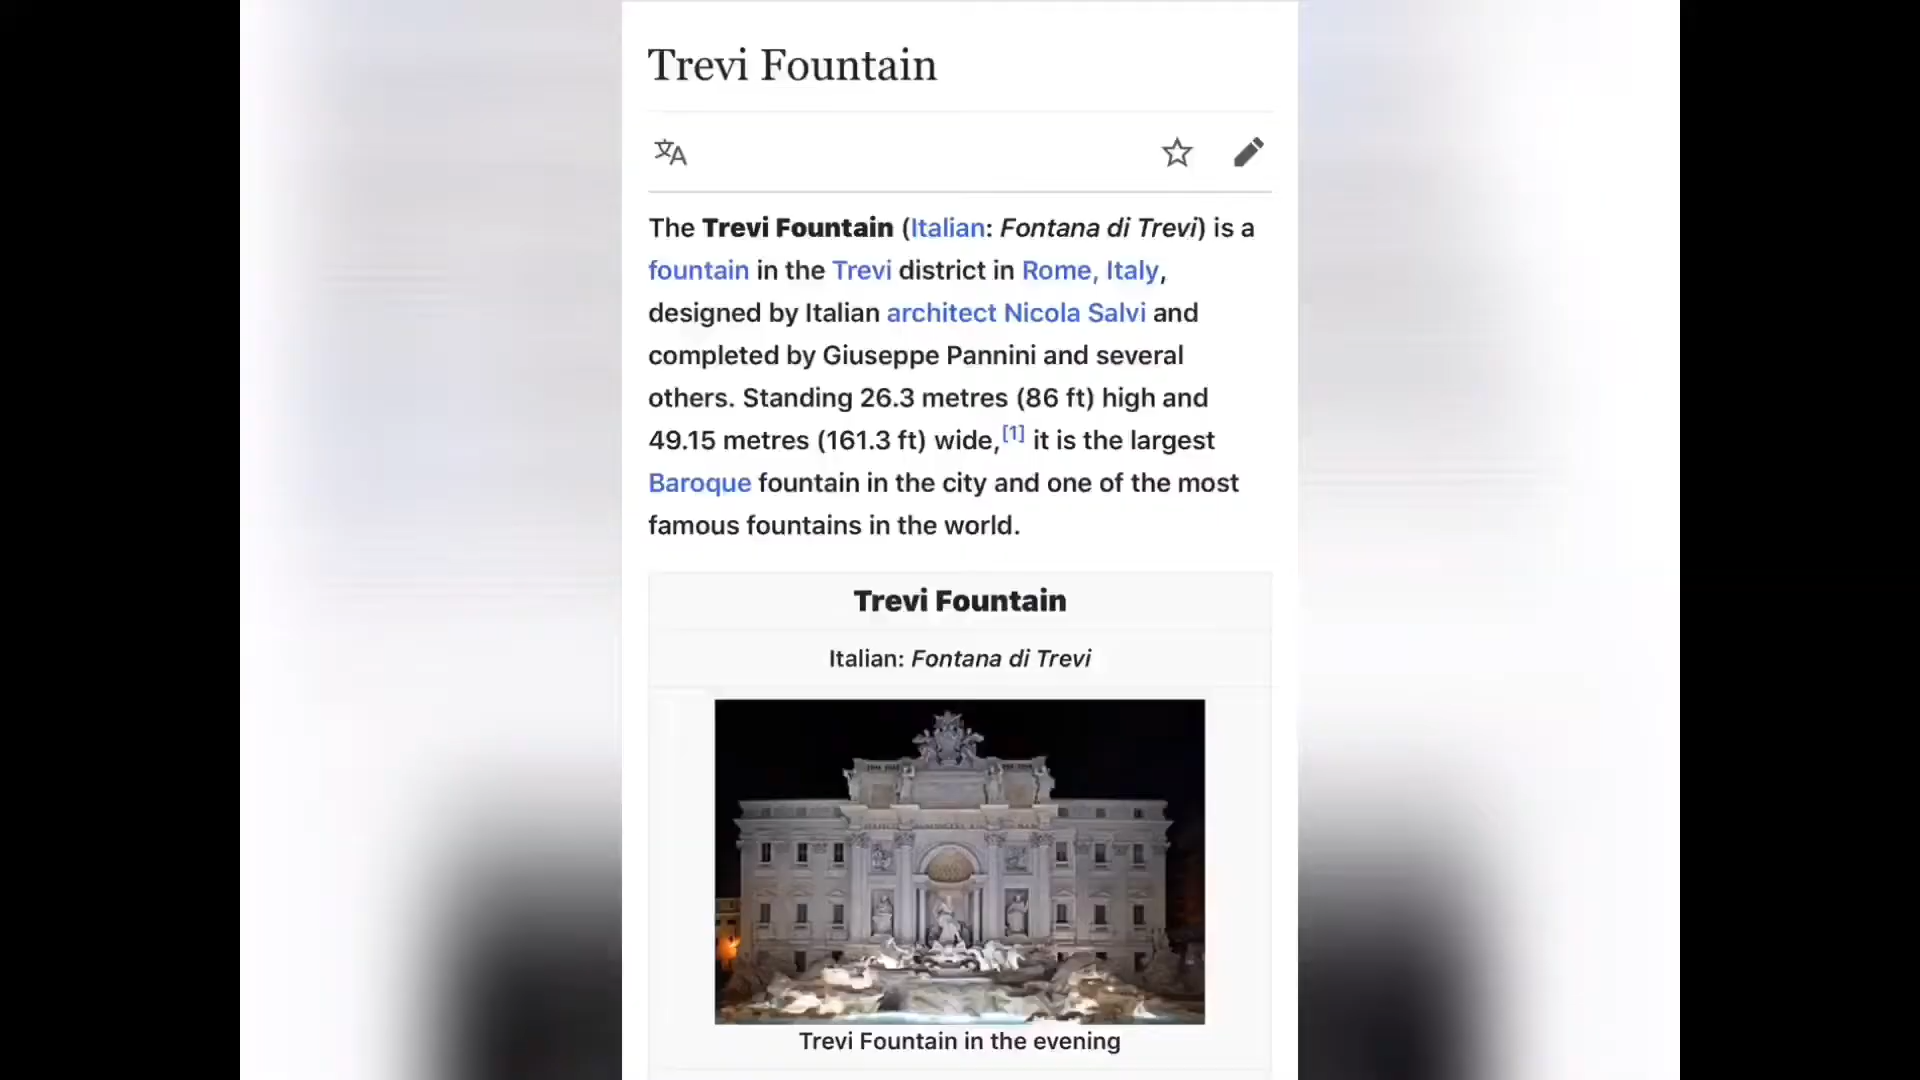 Trevi Fountain
The Trevi Fountain (Italian: Fontana di Trevi) is a
fountain in the Trevi district in Rome, Italy,
designed by Italian architect Nicola Salvi and
completed by Giuseppe Pannini and several
others. Standing 26.3 metres (86 ft) high and
49.15 metres (161.3 ft) wide,[1] it is the largest
Baroque fountain in the city and one of the most
famous fountains in the world.
Trevi Fountain
Italian: Fontana di Trevi
Trevi Fountain in the evening